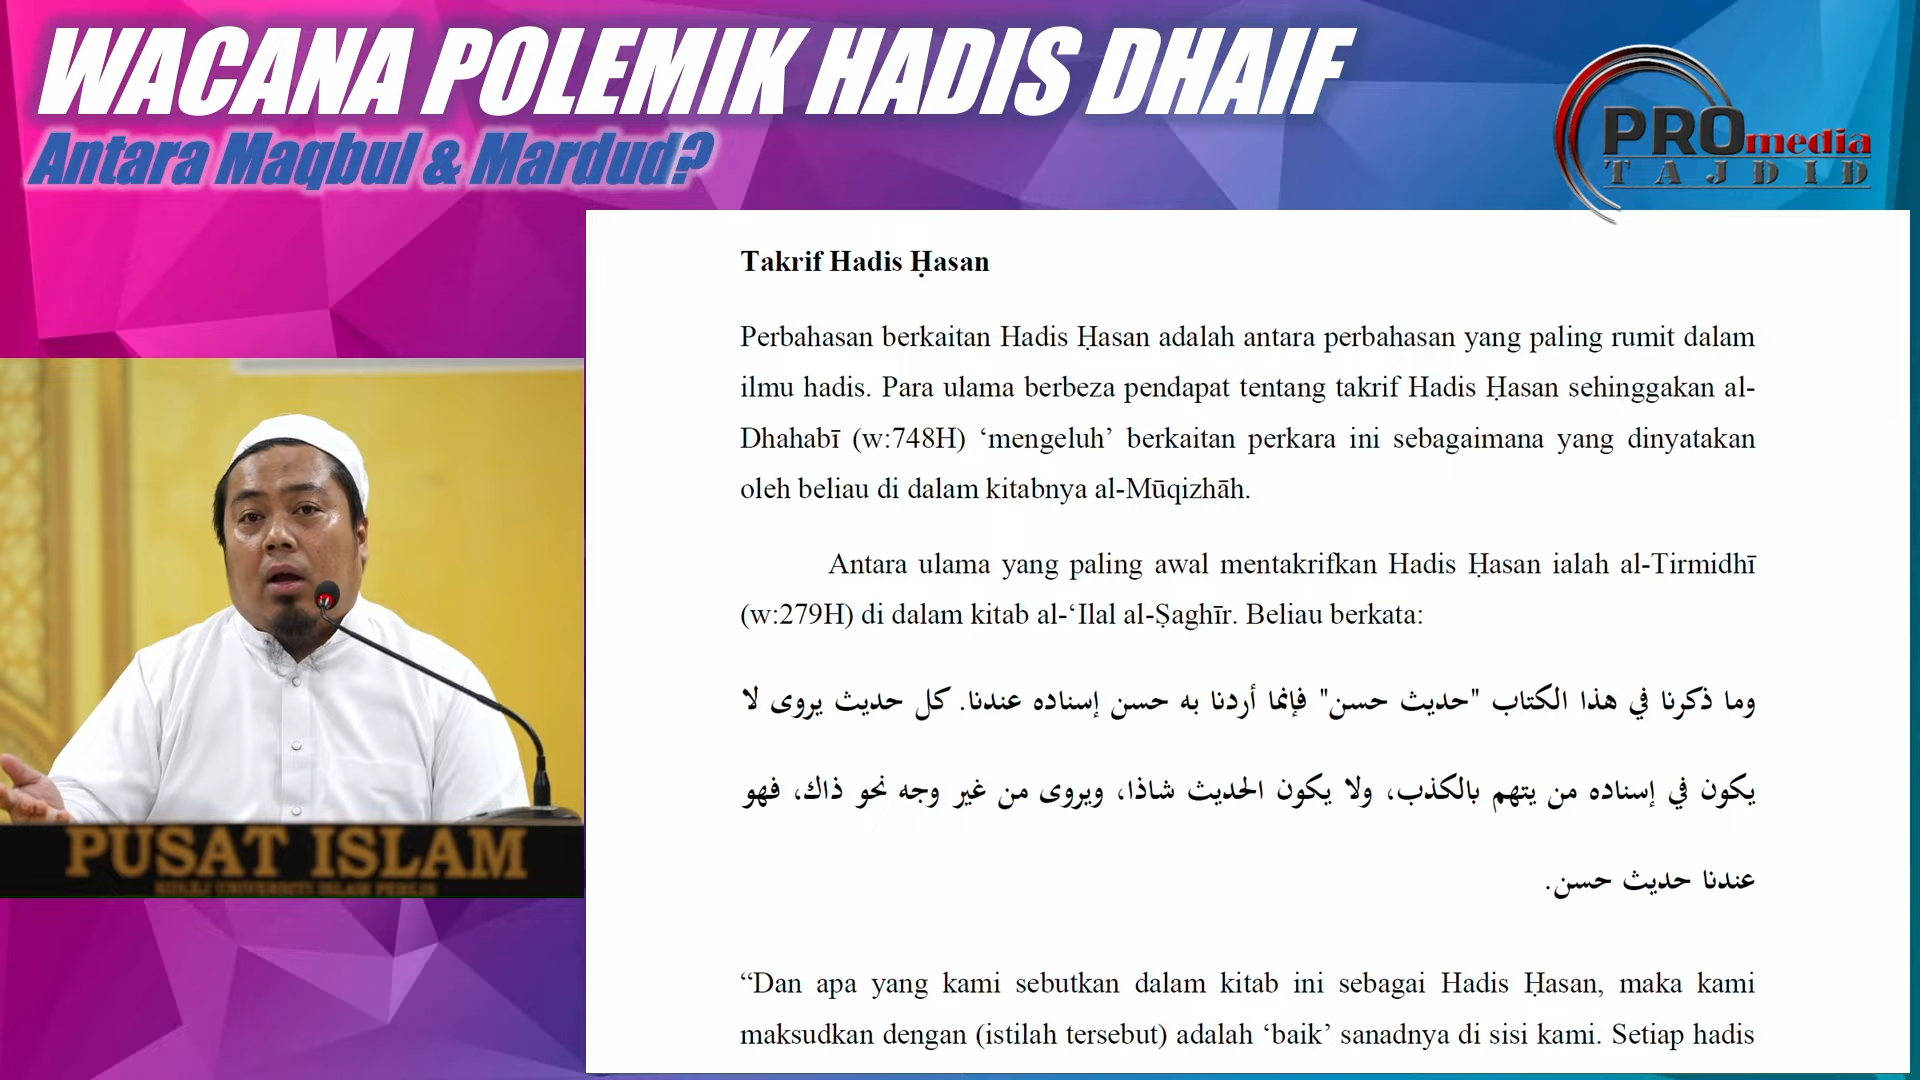 WACANA POLEMIK HADIS DHAIF
Antara Maqbul & Mardud?
PROmedia
TAJDID
Takrif Hadis Ḥasan
Perbahasan berkaitan Hadis Ḥasan adalah antara perbahasan yang paling rumit dalam
ilmu hadis. Para ulama berbeza pendapat tentang takrif Hadis Ḥasan sehinggakan al-
Dhahabī (w:748H) ‘mengeluh’ berkaitan perkara ini sebagaimana yang dinyatakan
oleh beliau di dalam kitabnya al-Mūqizhāh.
Antara ulama yang paling awal mentakrifkan Hadis Ḥasan ialah al-Tirmidhī
(w:279H) di dalam kitab al-‘Ilal al-Ṣaghīr. Beliau berkata:
وما ذكرنا في هذا الكتاب "حديث حسن" فإنما أردنا به حسن إسناده عندنا. كل حديث يروى لا
يكون في إسناده من يتهم بالكذب، ولا يكون الحديث شاذا، ويروى من غير وجه نحو ذاك، فهو
عندنا حديث حسن.
“Dan apa yang kami sebutkan dalam kitab ini sebagai Hadis Ḥasan, maka kami
maksudkan dengan (istilah tersebut) adalah ‘baik’ sanadnya di sisi kami. Setiap hadis
PUSAT ISLAM
KOLEJ UNIVERSITI ISLAM PERLIS